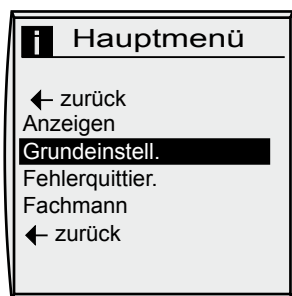 i Hauptmenü
← zurück
Anzeigen
Grundeinstell.
Fehlerquittier.
Fachmann
← zurück